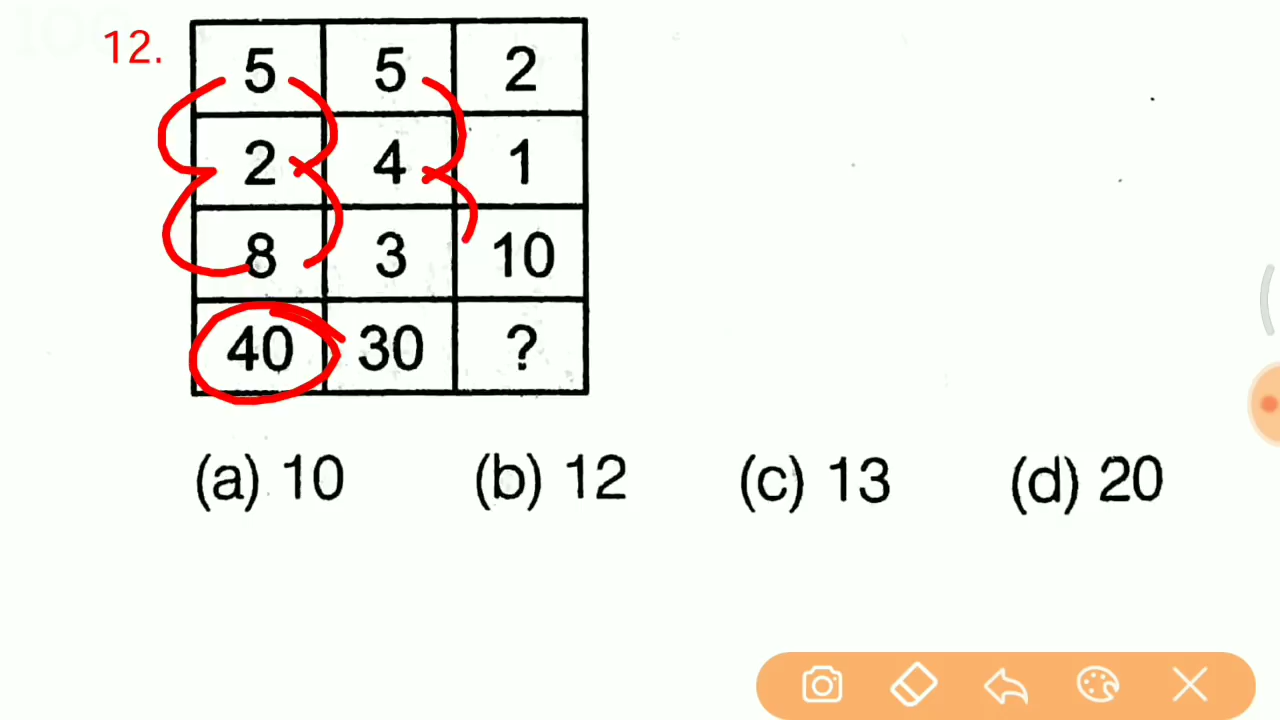 12.
5 5 2
2 4 1
8 3 10
40 30 ?
(a) 10 (b) 12 (c) 13 (d) 20